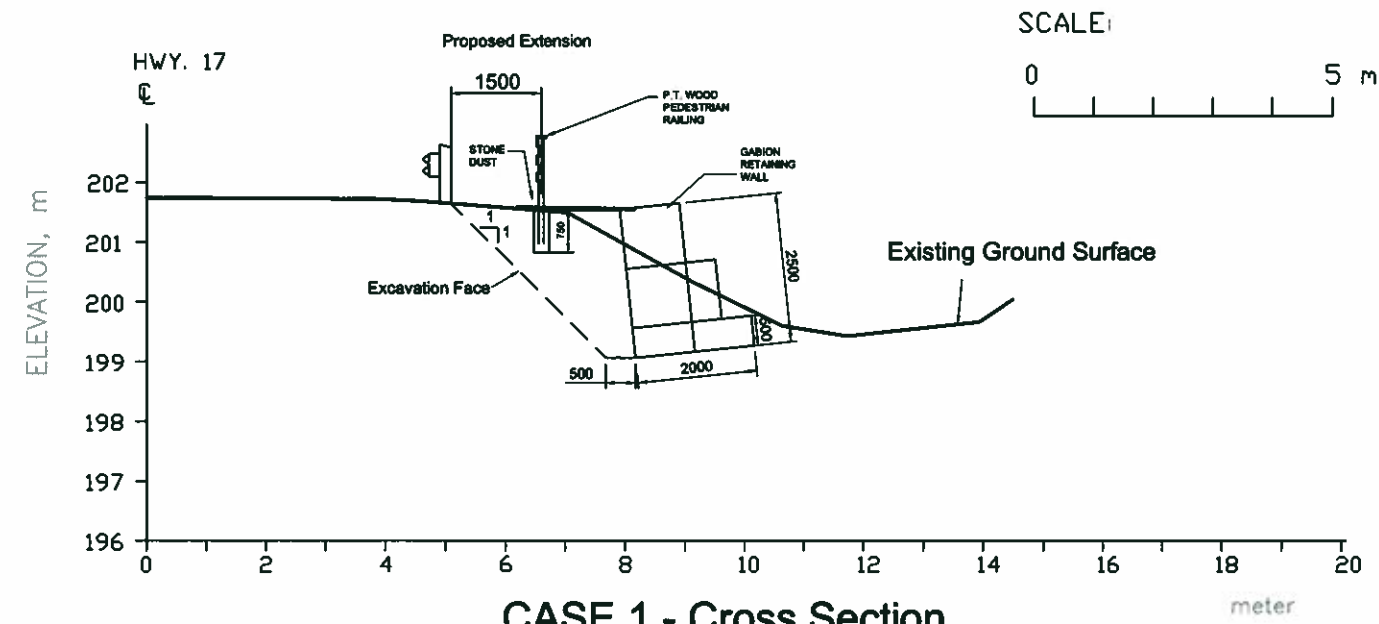 SCALE:
Proposed Extension
HWY. 17
℄
0 5 m
1500
P.T. WOOD
PEDESTRIAN
RAILING
STONE
DUST
GABION
RETAINING
WALL
ELEVATION, m
202
201
200
199
198
197
196
1
1
750
2500
Existing Ground Surface
Excavation Face
500
500
2000
0 2 4 6 8 10 12 14 16 18 20
meter
CASE 1 - Cross Section